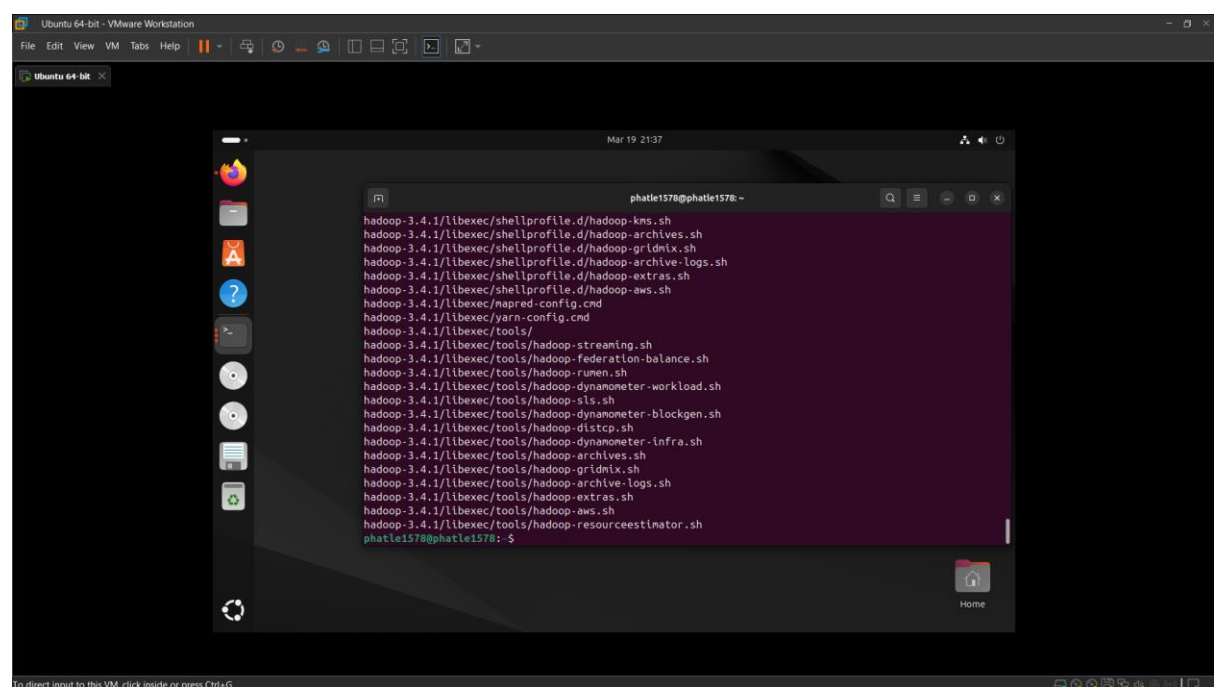 Ubuntu 64-bit - VMware Workstation
File Edit View VM Tabs Help
Ubuntu 64-bit
Mar 19 21:37
phatle1578@phatle1578: ~
hadoop-3.4.1/libexec/shellprofile.d/hadoop-kms.sh
hadoop-3.4.1/libexec/shellprofile.d/hadoop-archives.sh
hadoop-3.4.1/libexec/shellprofile.d/hadoop-gridmix.sh
hadoop-3.4.1/libexec/shellprofile.d/hadoop-archive-logs.sh
hadoop-3.4.1/libexec/shellprofile.d/hadoop-extras.sh
hadoop-3.4.1/libexec/shellprofile.d/hadoop-aws.sh
hadoop-3.4.1/libexec/mapred-config.cmd
hadoop-3.4.1/libexec/yarn-config.cmd
hadoop-3.4.1/libexec/tools/
hadoop-3.4.1/libexec/tools/hadoop-streaming.sh
hadoop-3.4.1/libexec/tools/hadoop-federation-balance.sh
hadoop-3.4.1/libexec/tools/hadoop-rumen.sh
hadoop-3.4.1/libexec/tools/hadoop-dynamometer-workload.sh
hadoop-3.4.1/libexec/tools/hadoop-sls.sh
hadoop-3.4.1/libexec/tools/hadoop-dynamometer-blockgen.sh
hadoop-3.4.1/libexec/tools/hadoop-distcp.sh
hadoop-3.4.1/libexec/tools/hadoop-dynamometer-infra.sh
hadoop-3.4.1/libexec/tools/hadoop-archives.sh
hadoop-3.4.1/libexec/tools/hadoop-gridmix.sh
hadoop-3.4.1/libexec/tools/hadoop-archive-logs.sh
hadoop-3.4.1/libexec/tools/hadoop-extras.sh
hadoop-3.4.1/libexec/tools/hadoop-aws.sh
hadoop-3.4.1/libexec/tools/hadoop-resourceestimator.sh
phatle1578@phatle1578:~$
Home
To direct input to this VM, click inside or press Ctrl+G.